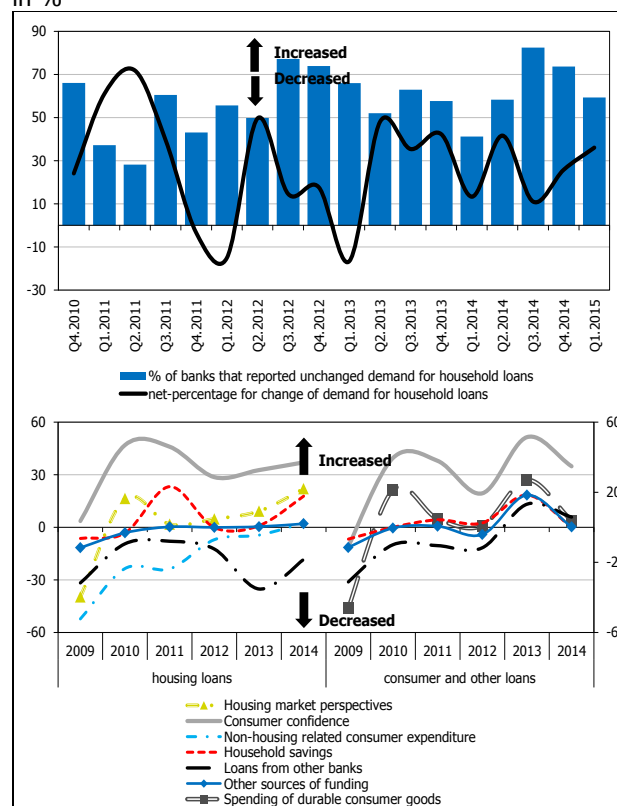 in %
90
70
50
30
10
-10
-30
Increased
Decreased
Q4.2010
Q1.2011
Q2.2011
Q3.2011
Q4.2011
Q1.2012
Q2.2012
Q3.2012
Q4.2012
Q1.2013
Q2.2013
Q3.2013
Q4.2013
Q1.2014
Q2.2014
Q3.2014
Q4.2014
Q1.2015
% of banks that reported unchanged demand for household loans
net-percentage for change of demand for household loans
60
30
0
-30
-60
60
20
-2
-6
Increased
Decreased
2009 2010 2011 2012 2013 2014 2009 2010 2011 2012 2013 2014
housing loans consumer and other loans
Housing market perspectives
Consumer confidence
Non-housing related consumer expenditure
Household savings
Loans from other banks
Other sources of funding
Spending of durable consumer goods